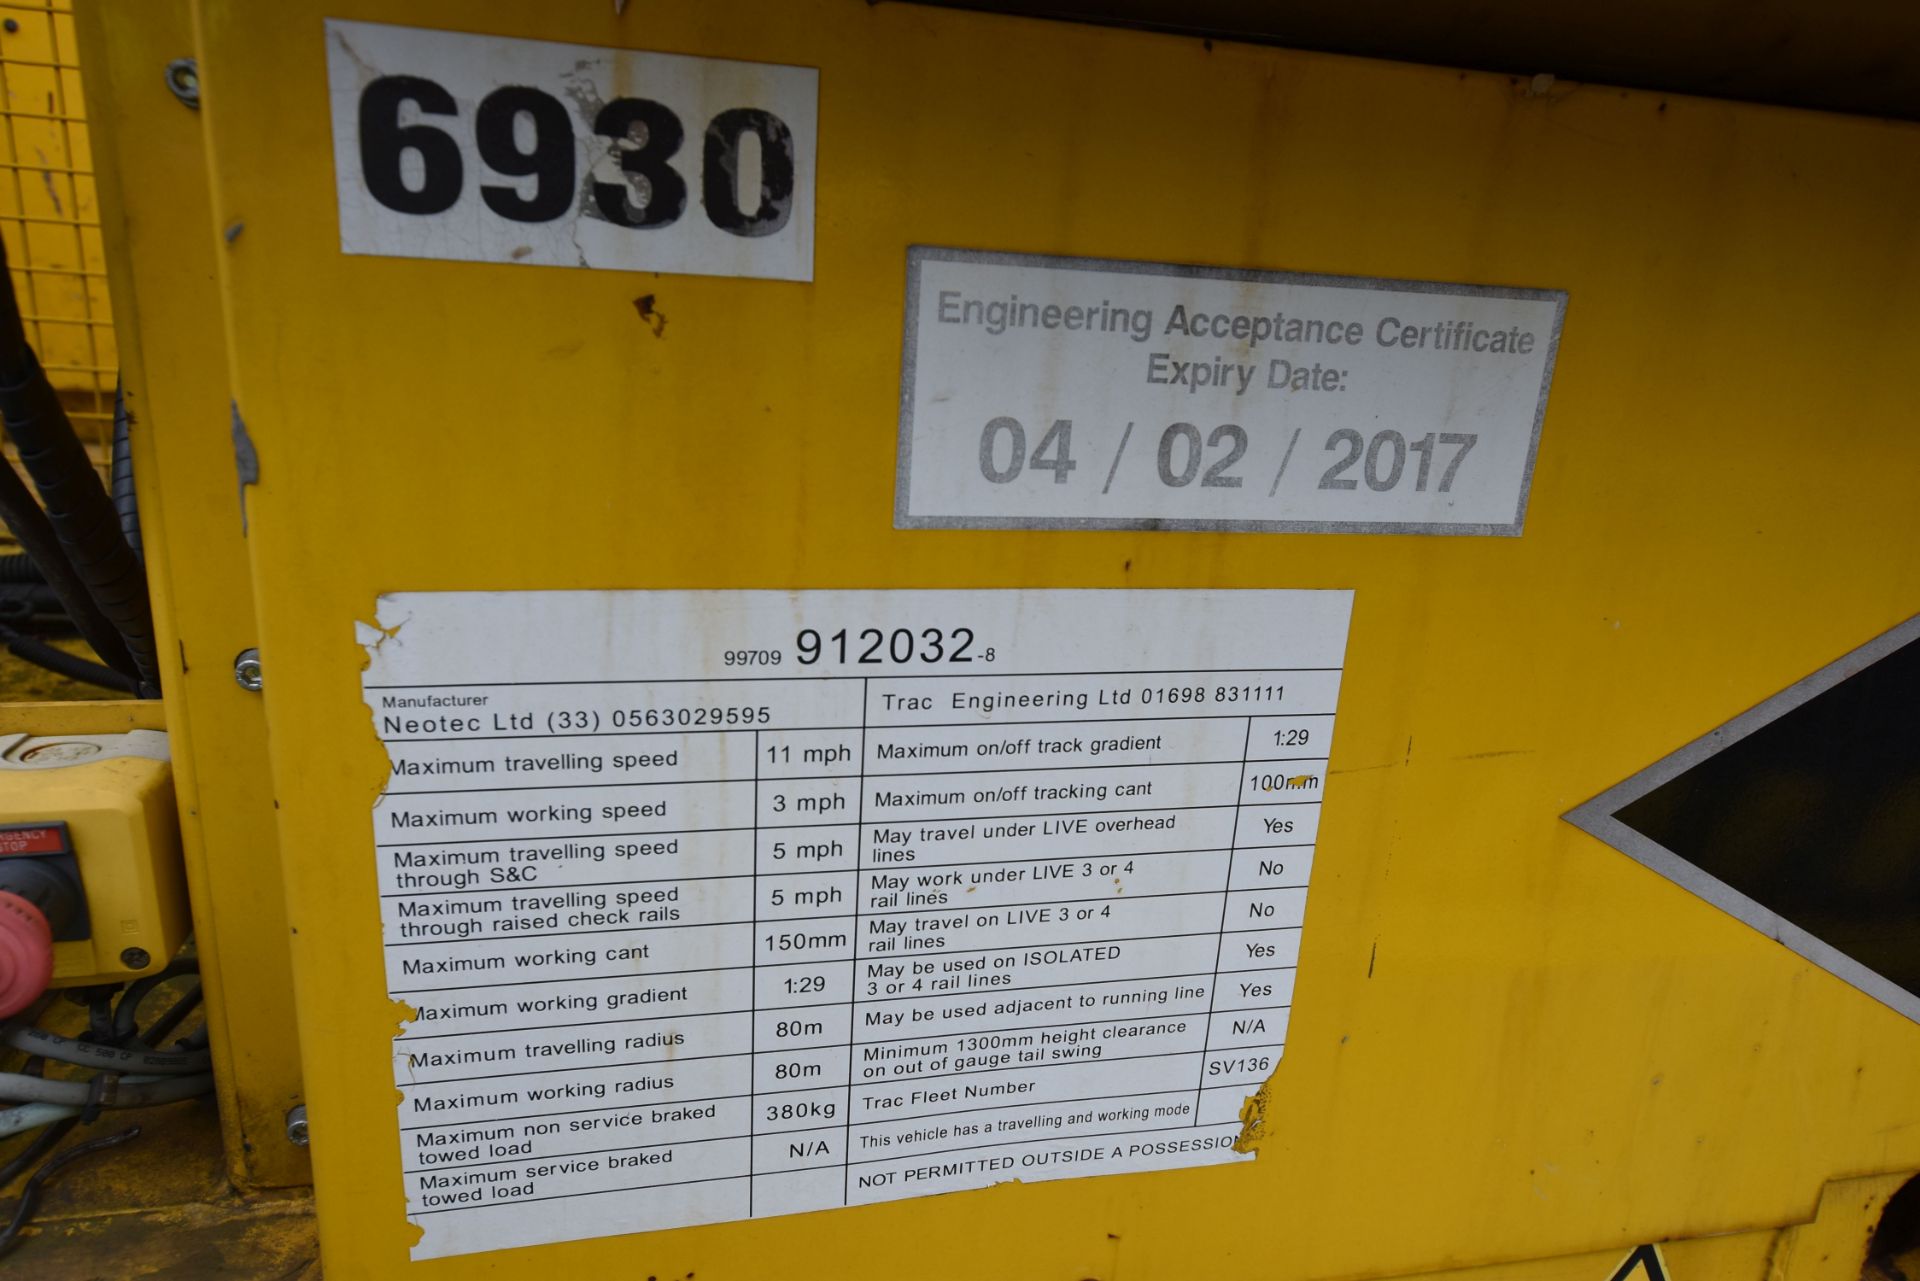 6930
Engineering Acceptance Certificate
Expiry Date:
04 / 02 / 2017
99709 912032-8
Manufacturer
Neotec Ltd (33) 0563029595
Trac Engineering Ltd 01698 831111
Maximum travelling speed 11 mph
Maximum on/off track gradient 1:29
Maximum working speed 3 mph
Maximum on/off tracking cant 100mm
Maximum travelling speed
through S&C 5 mph
May travel under LIVE overhead
lines Yes
Maximum travelling speed
through raised check rails 5 mph
May work under LIVE 3 or 4
rail lines No
Maximum working cant 150mm
May travel on LIVE 3 or 4
rail lines No
Maximum working gradient 1:29
May be used on ISOLATED
3 or 4 rail lines Yes
Maximum travelling radius 80m
May be used adjacent to running line Yes
Maximum working radius 80m
Minimum 1300mm height clearance
on out of gauge tail swing N/A
Maximum non service braked
towed load 380kg
Trac Fleet Number SV136
Maximum service braked
towed load N/A
This vehicle has a travelling and working mode
NOT PERMITTED OUTSIDE A POSSESSION